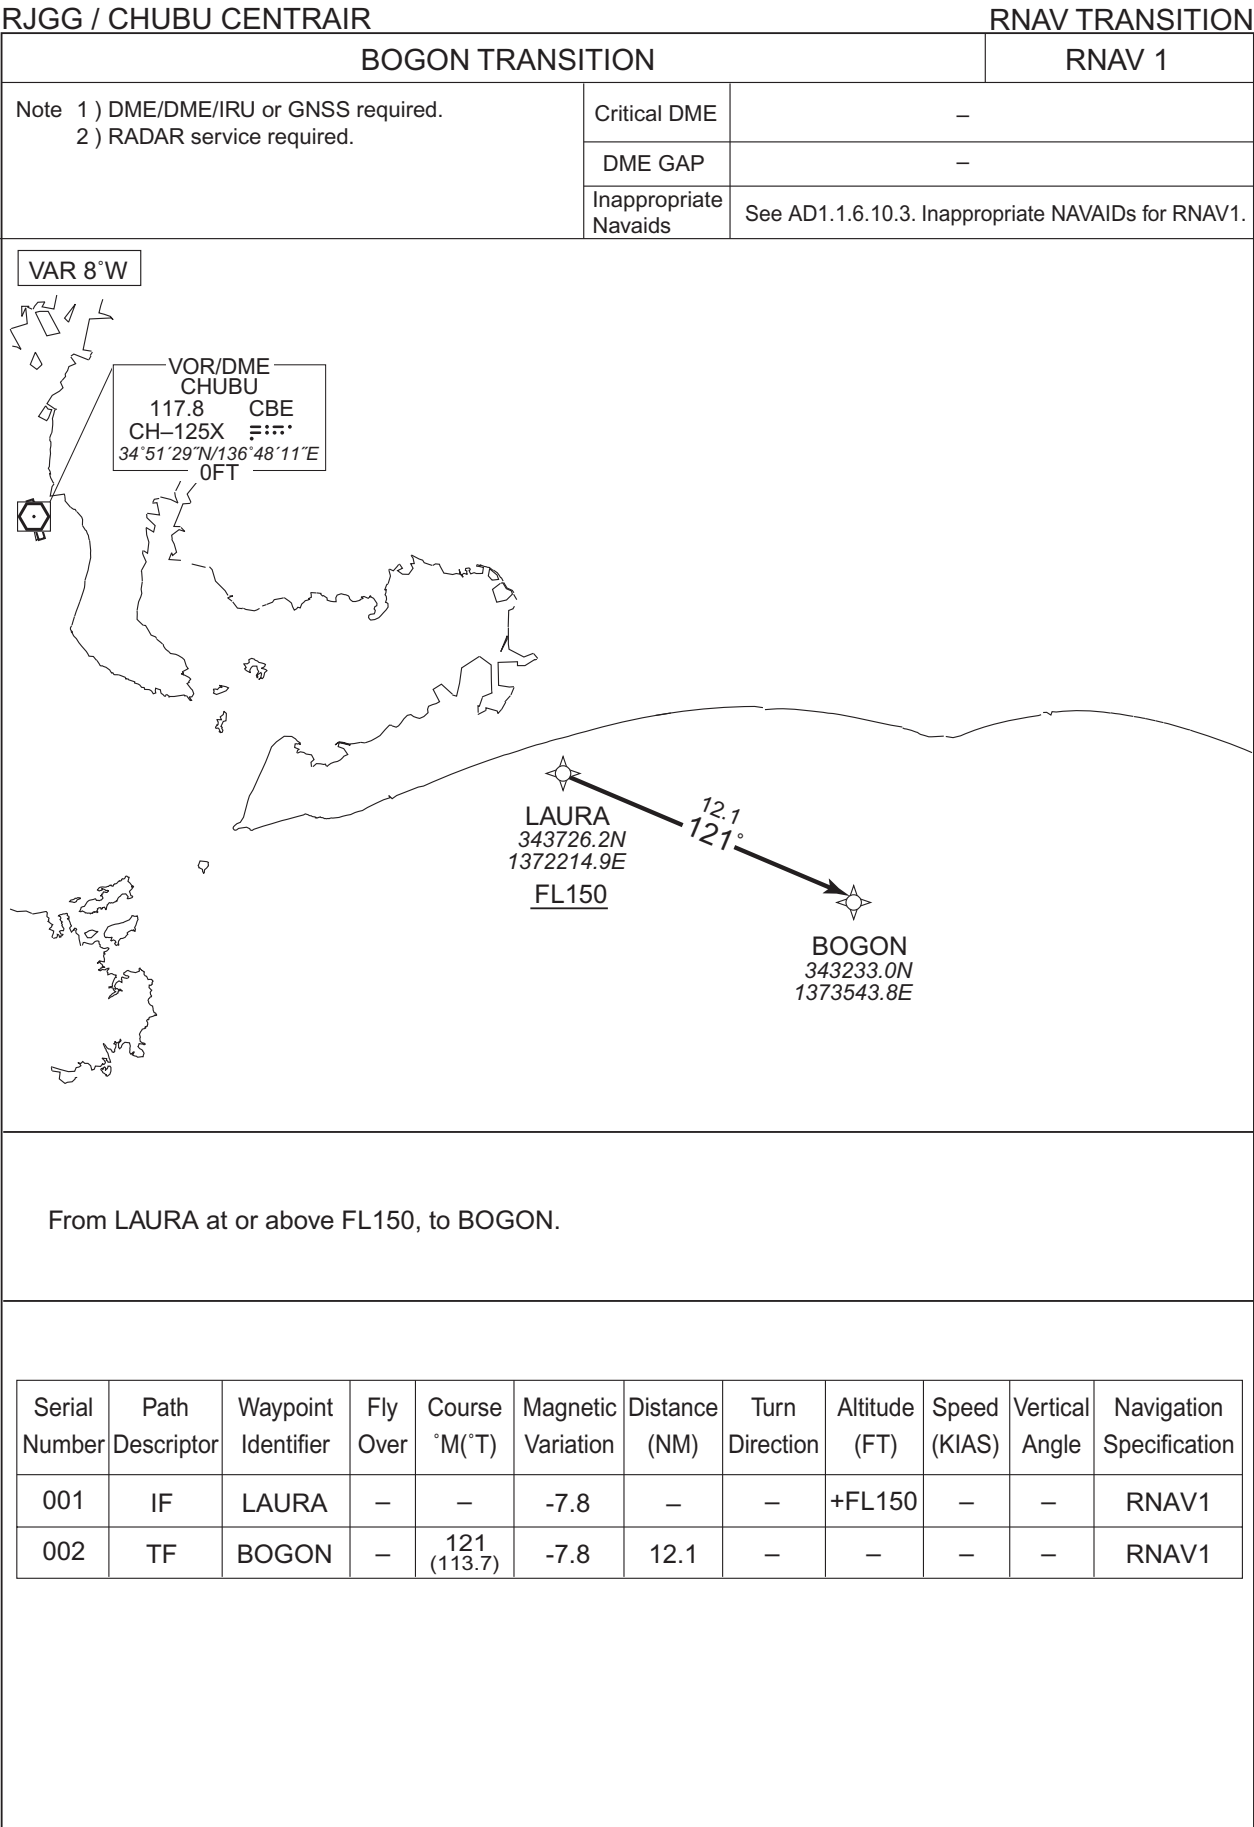 RJGG / CHUBU CENTRAIR
RNAV TRANSITION
BOGON TRANSITION
RNAV 1
Note 1 ) DME/DME/IRU or GNSS required.
2 ) RADAR service required.
Critical DME –
DME GAP –
Inappropriate
Navaids
See AD1.1.6.10.3. Inappropriate NAVAIDs for RNAV1.
VAR 8˚W
VOR/DME
CHUBU
117.8 CBE
CH–125X
34˚51´29˝N/136˚48´11˝E
0FT
LAURA
343726.2N
1372214.9E
FL150
12.1
121˚
BOGON
343233.0N
1373543.8E
From LAURA at or above FL150, to BOGON.
Serial Path Waypoint Fly Course Magnetic Distance Turn Altitude Speed Vertical Navigation
Number Descriptor Identifier Over ˚M(˚T) Variation (NM) Direction (FT) (KIAS) Angle Specification
001 IF LAURA – – -7.8 – – +FL150 – – RNAV1
002 TF BOGON – 121 (113.7) -7.8 12.1 – – – – RNAV1